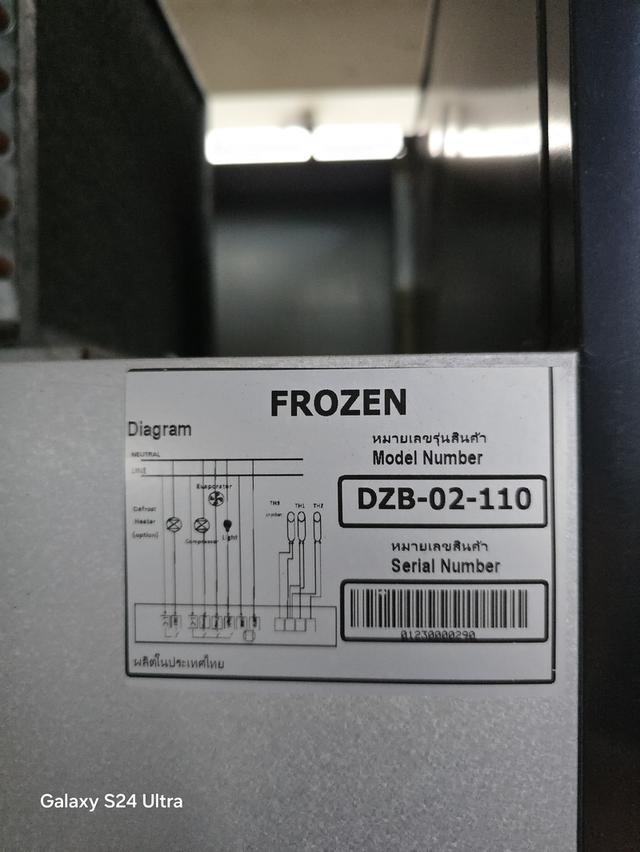 FROZEN
Diagram
NEUTRAL
LINE
Evaporator
Defrost
Heater
(option)
Compressor
Light
TH3
TH1
TH2
หมายเลขรุ่นสินค้า
Model Number
DZB-02-110
หมายเลขสินค้า
Serial Number
01230000290
ผลิตในประเทศไทย
Galaxy S24 Ultra